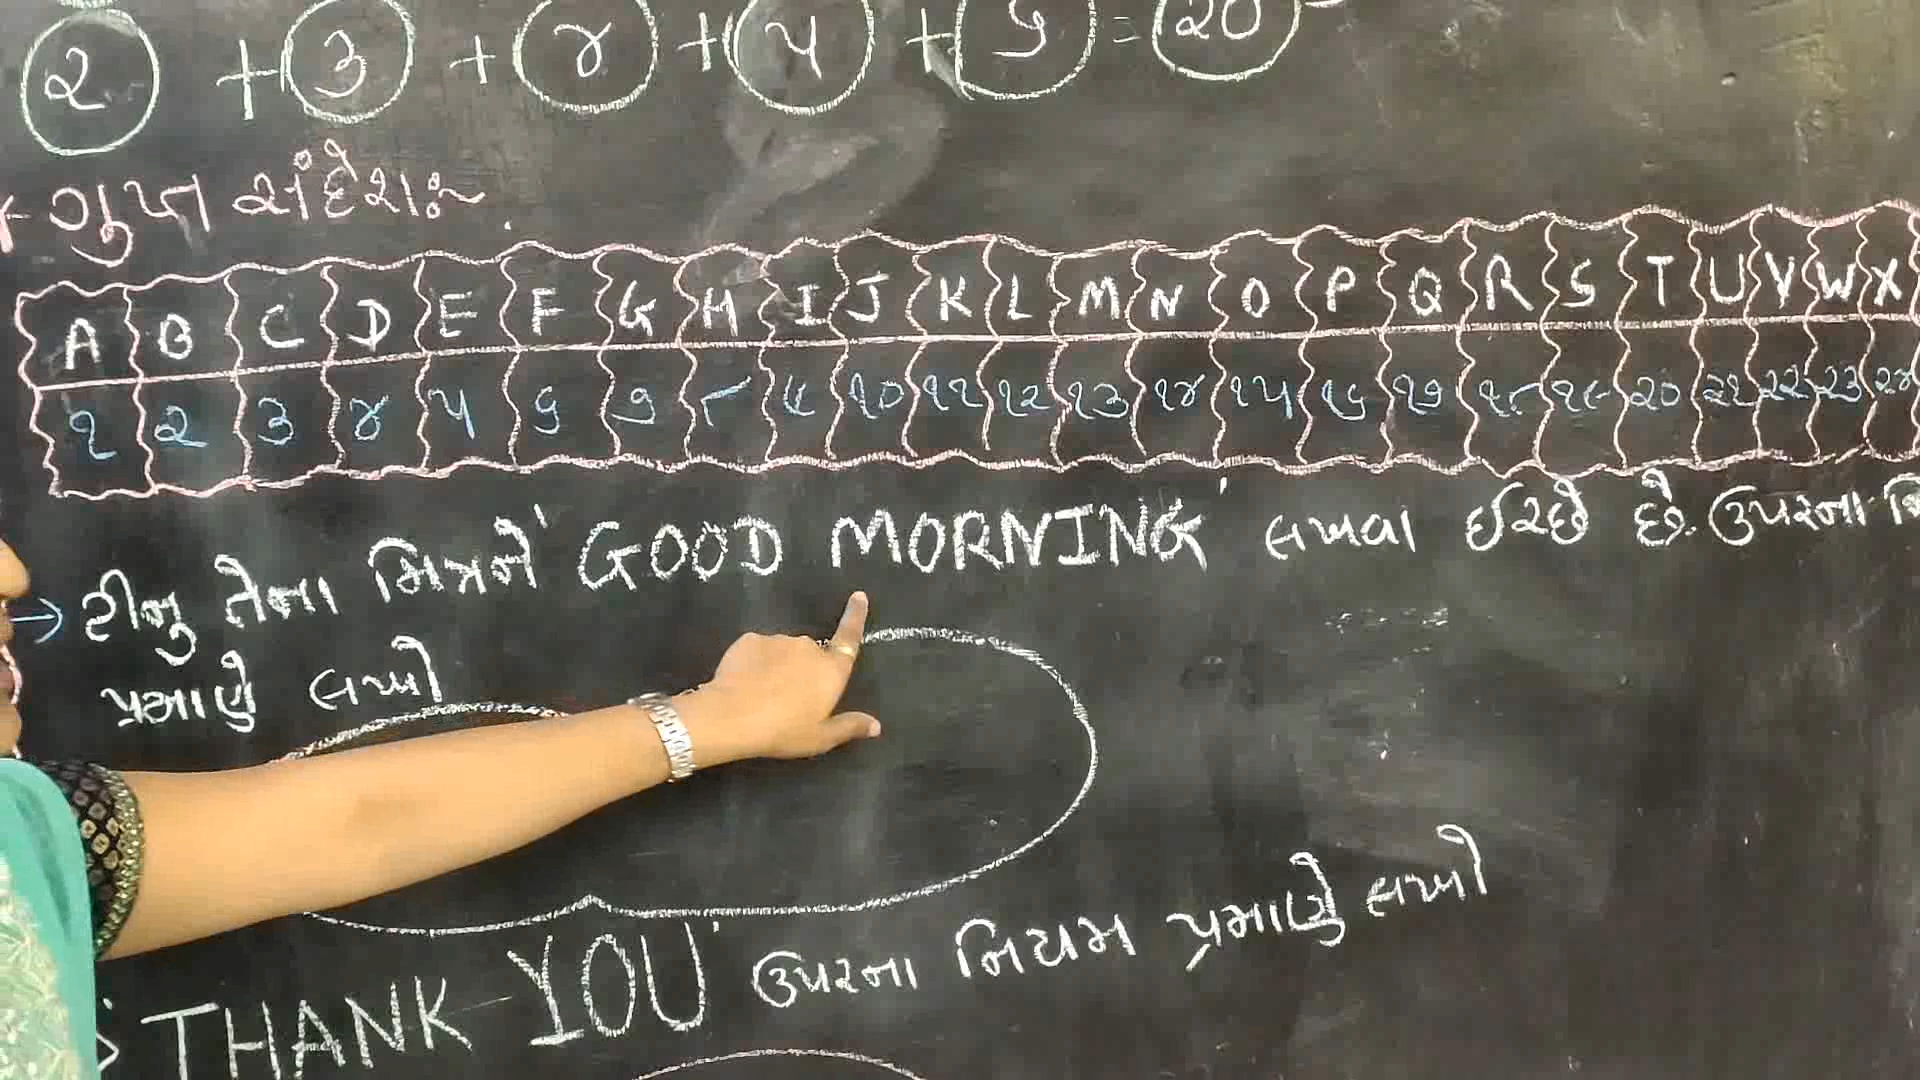 ૨ + ૩ + ૪ + ૫ + ૬ = ૨૦
ગુપ્ત સંદેશ:~
A B C D E F G H I J K L M N O P Q R S T U V W X
૧ ૨ ૩ ૪ ૫ ૬ ૭ ૮ ૯ ૧૦ ૧૧ ૧૨ ૧૩ ૧૪ ૧૫ ૧૬ ૧૭ ૧૮ ૧૯ ૨૦ ૨૧ ૨૨ ૨૩ ૨૪
→ ટીનુ તેના મિત્રને 'GOOD MORNING' લખવા ઈચ્છે છે. ઉપરના
પ્રમાણે લખો
'THANK YOU' ઉપરના નિયમ પ્રમાણે લખો